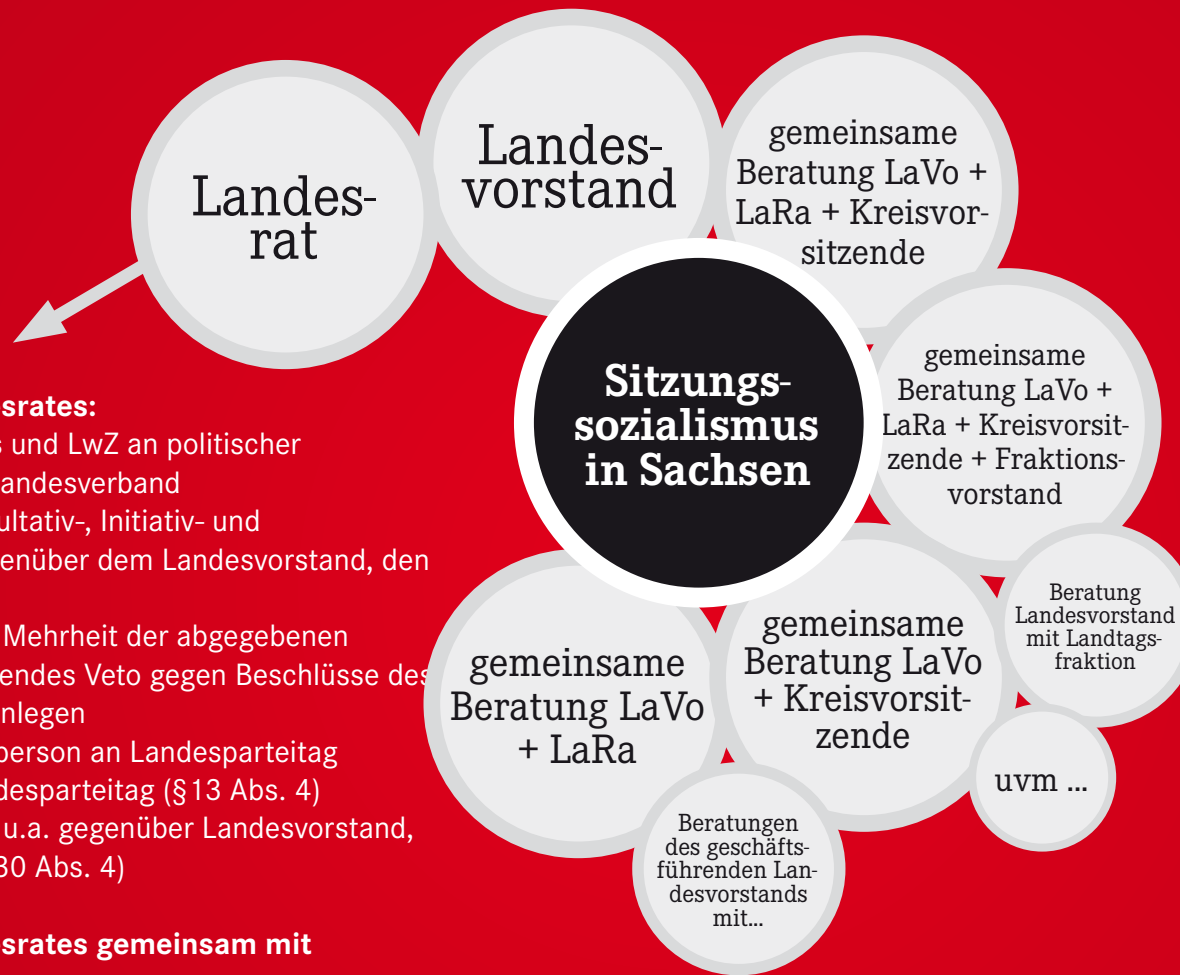 Landes-
rat
Landes-
vorstand
gemeinsame
Beratung LaVo +
LaRa + Kreisvor-
sitzende
gemeinsame
Beratung LaVo +
LaRa + Kreisvorsit-
zende + Fraktions-
vorstand
Sitzungs-
sozialismus
in Sachsen
Beratung
Landesvorstand
mit Landtags-
fraktion
gemeinsame
Beratung LaVo
+ Kreisvorsit-
zende
gemeinsame
Beratung LaVo
+ LaRa
uvm ...
Beratungen
des geschäfts-
führenden Lan-
desvorstands
mit...
srates:
und LwZ an politischer
andesverband
ultativ-, Initiativ- und
enüber dem Landesvorstand, den
Mehrheit der abgegebenen
endes Veto gegen Beschlüsse des
nlegen
person an Landesparteitag
desparteitag (§13 Abs. 4)
u.a. gegenüber Landesvorstand,
30 Abs. 4)
srates gemeinsam mit